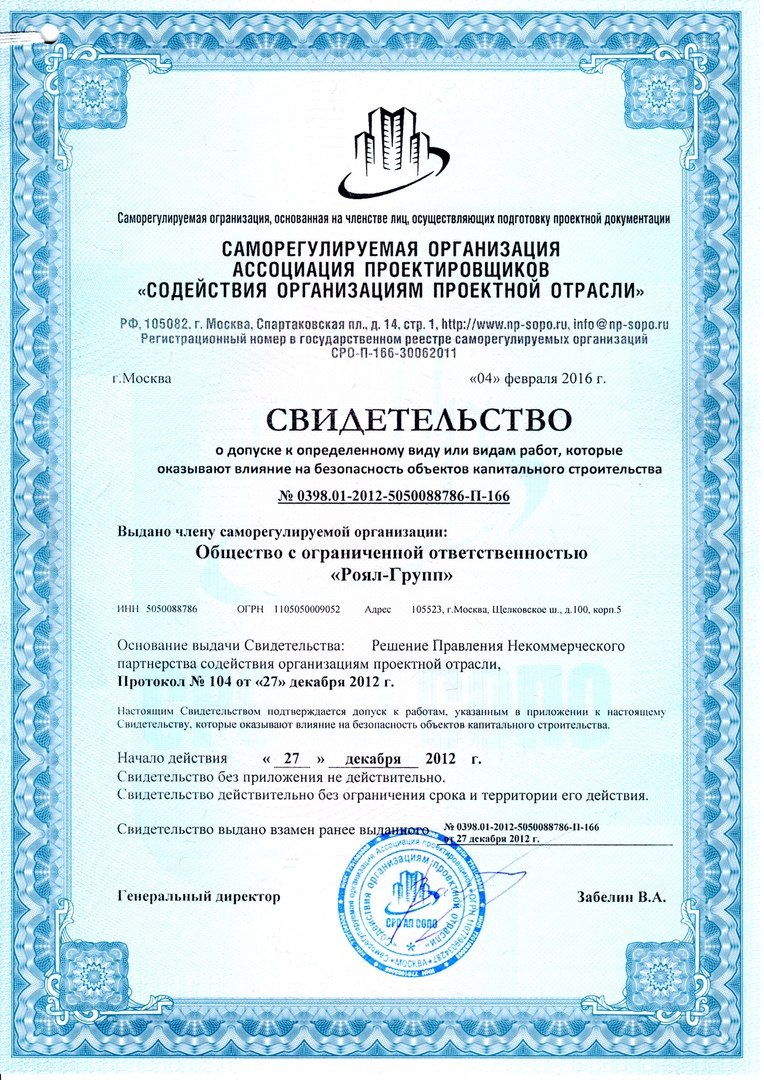 Саморегулируемая огранизация, основанная на членстве лиц, осуществляющих подготовку проектной документации
САМОРЕГУЛИРУЕМАЯ ОРГАНИЗАЦИЯ
АССОЦИАЦИЯ ПРОЕКТИРОВЩИКОВ
«СОДЕЙСТВИЯ ОРГАНИЗАЦИЯМ ПРОЕКТНОЙ ОТРАСЛИ»
РФ, 105082, г. Москва, Спартаковская пл., д. 14, стр. 1, http://www.np-sopo.ru, info@np-sopo.ru
Регистрационный номер в государственном реестре саморегулируемых организаций
СРО-П-166-30062011
г.Москва «04» февраля 2016 г.
СВИДЕТЕЛЬСТВО
о допуске к определенному виду или видам работ, которые
оказывают влияние на безопасность объектов капитального строительства
№ 0398.01-2012-5050088786-П-166
Выдано члену саморегулируемой организации:
Общество с ограниченной ответственностью
«Роял-Групп»
ИНН 5050088786 ОГРН 1105050009052 Адрес 105523, г.Москва, Щелковское ш., д.100, корп.5
Основание выдачи Свидетельства: Решение Правления Некоммерческого
партнерства содействия организациям проектной отрасли,
Протокол № 104 от «27» декабря 2012 г.
Настоящим Свидетельством подтверждается допуск к работам, указанным в приложении к настоящему
Свидетельству, которые оказывают влияние на безопасность объектов капитального строительства.
Начало действия « 27 » декабря 2012 г.
Свидетельство без приложения не действительно.
Свидетельство действительно без ограничения срока и территории его действия.
Свидетельство выдано взамен ранее выданного № 0398.01-2012-5050088786-П-166
от 27 декабря 2012 г.
Генеральный директор Забелин В.А.
«Содействия организациям проектной отрасли»
СРО АП СОПО
МОСКВА